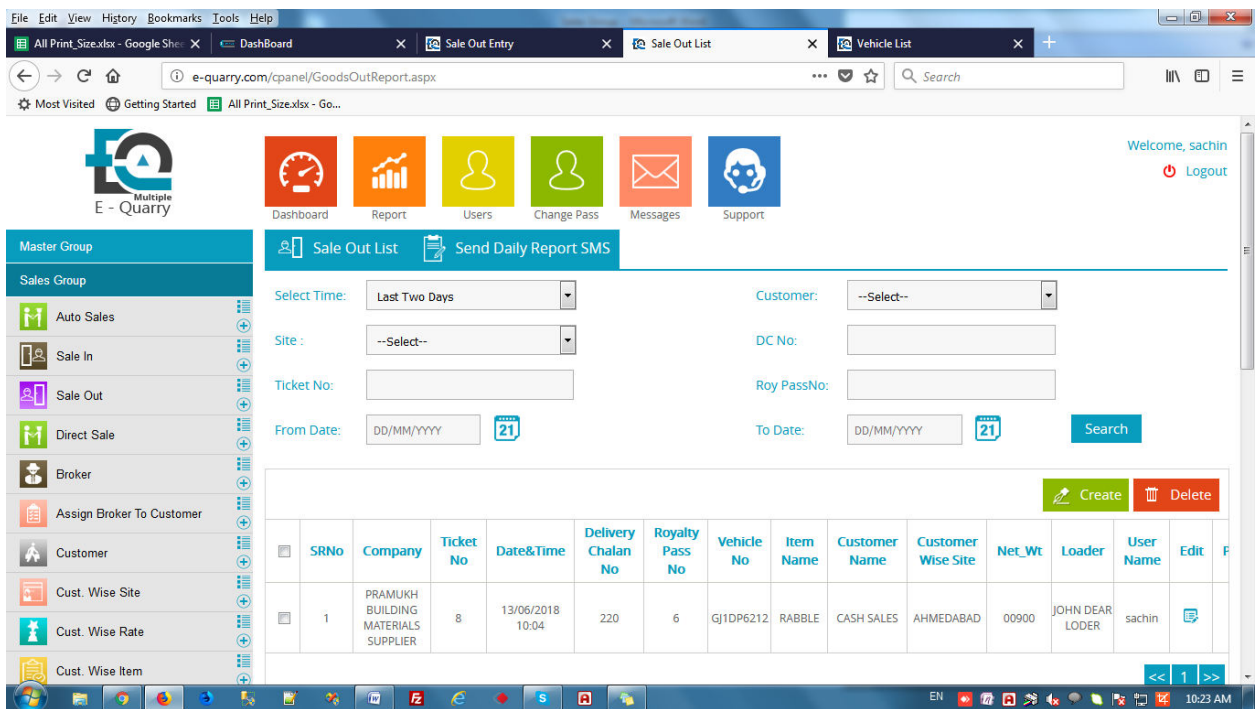 File Edit View History Bookmarks Tools Help
All Print_Size.xlsx - Google She
DashBoard
Sale Out Entry
Sale Out List
Vehicle List
e-quarry.com/cpanel/GoodsOutReport.aspx
Search
Most Visited Getting Started All Print_Size.xlsx - Go...
EQ
Multiple
E - Quarry
Dashboard Report Users Change Pass Messages Support
Welcome, sachin
Logout
Master Group
Sales Group
Auto Sales
Sale In
Sale Out
Direct Sale
Broker
Assign Broker To Customer
Customer
Cust. Wise Site
Cust. Wise Rate
Cust. Wise Item
Sale Out List Send Daily Report SMS
Select Time: Last Two Days Customer: --Select--
Site : --Select-- DC No:
Ticket No: Roy PassNo:
From Date: DD/MM/YYYY 21 To Date: DD/MM/YYYY 21 Search
Create Delete
SRNo Company Ticket No Date&Time Delivery Chalan No Royalty Pass No Vehicle No Item Name Customer Name Customer Wise Site Net_Wt Loader User Name Edit
1 PRAMUKH BUILDING MATERIALS SUPPLIER 8 13/06/2018 10:04 220 6 GJ1DP6212 RABBLE CASH SALES AHMEDABAD 00900 JOHN DEAR LODER sachin
<< 1 >>
EN 10:23 AM